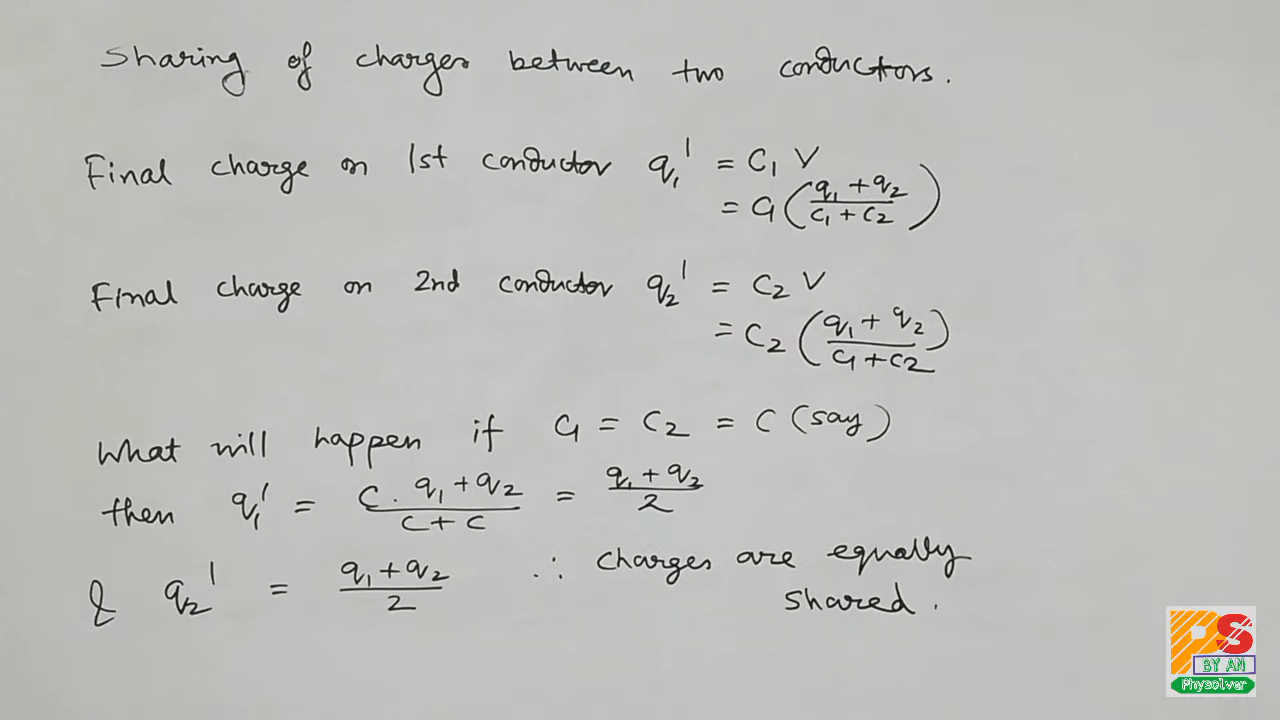 Sharing of charges between two conductors.
Final charge on 1st conductor q₁' = C₁ V
= C₁ ( (q₁ + q₂) / (C₁ + C₂) )
Final charge on 2nd conductor q₂' = C₂ V
= C₂ ( (q₁ + q₂) / (C₁ + C₂) )
What will happen if C₁ = C₂ = C (say)
then q₁' = (C. q₁ + q₂) / (C + C) = (q₁ + q₂) / 2
& q₂' = (q₁ + q₂) / 2 ∴ charges are equally
shared.
PS
BY AN
Physolver